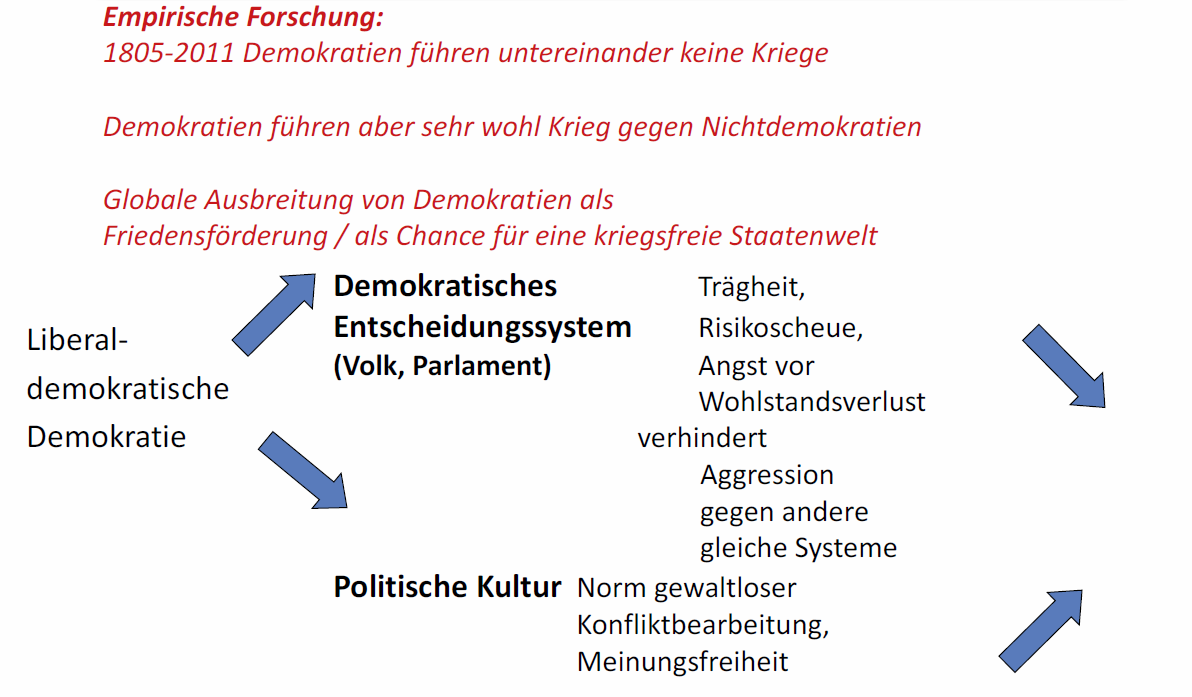 Empirische Forschung:
1805-2011 Demokratien führen untereinander keine Kriege
Demokratien führen aber sehr wohl Krieg gegen Nichtdemokratien
Globale Ausbreitung von Demokratien als
Friedensförderung / als Chance für eine kriegsfreie Staatenwelt
Liberal-
demokratische
Demokratie
Demokratisches
Entscheidungssystem
(Volk, Parlament)
Trägheit,
Risikoscheue,
Angst vor
Wohlstandsverlust
verhindert
Aggression
gegen andere
gleiche Systeme
Politische Kultur
Norm gewaltloser
Konfliktbearbeitung,
Meinungsfreiheit